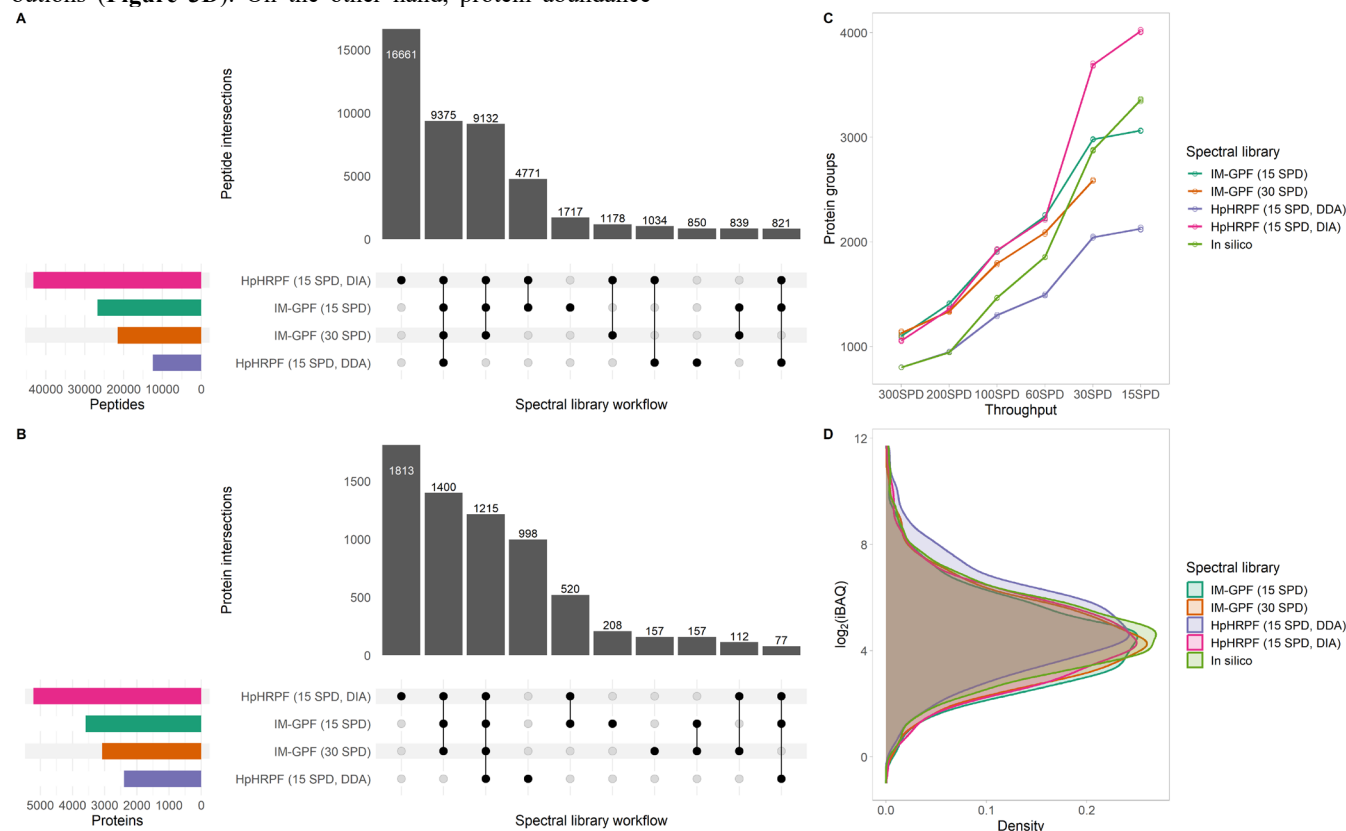 butions (Figure 3D). On the other hand, protein abundance
A
Peptide intersections
15000
10000
5000
0
16661
9375
9132
4771
1717
1178
1034
850
839
821
HpHRPF (15 SPD, DIA)
IM-GPF (15 SPD)
IM-GPF (30 SPD)
HpHRPF (15 SPD, DDA)
40000 30000 20000 10000 0
Peptides
Spectral library workflow
B
Protein intersections
1500
1000
500
0
1813
1400
1215
998
520
208
157
157
112
77
HpHRPF (15 SPD, DIA)
IM-GPF (15 SPD)
IM-GPF (30 SPD)
HpHRPF (15 SPD, DDA)
5000 4000 3000 2000 1000 0
Proteins
Spectral library workflow
C
Protein groups
4000
3000
2000
1000
300SPD 200SPD 100SPD 60SPD 30SPD 15SPD
Throughput
Spectral library
IM-GPF (15 SPD)
IM-GPF (30 SPD)
HpHRPF (15 SPD, DDA)
HpHRPF (15 SPD, DIA)
In silico
D
log2(iBAQ)
12
8
4
0
0.0 0.1 0.2
Density
Spectral library
IM-GPF (15 SPD)
IM-GPF (30 SPD)
HpHRPF (15 SPD, DDA)
HpHRPF (15 SPD, DIA)
In silico